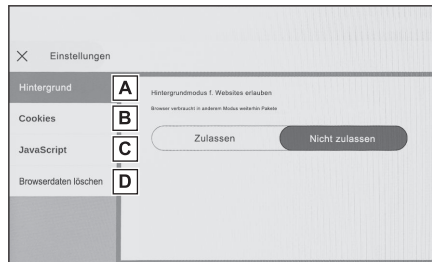 Einstellungen
Hintergrund
A
Hintergrundmodus f. Websites erlauben
Browser verbraucht in anderem Modus weiterhin Pakete
Cookies
B
Zulassen
Nicht zulassen
JavaScript
C
Browserdaten löschen
D